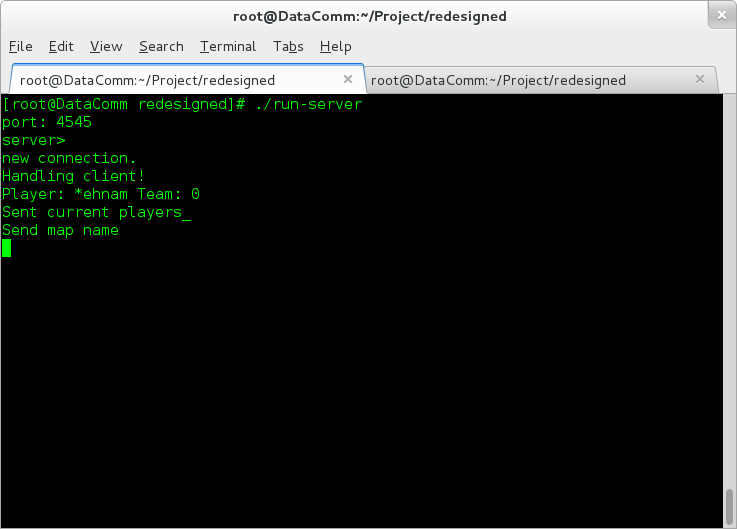 root@DataComm:~/Project/redesigned
File Edit View Search Terminal Tabs Help
root@DataComm:~/Project/redesigned root@DataComm:~/Project/redesigned
[root@DataComm redesigned]# ./run-server
port: 4545
server>
new connection.
Handling client!
Player: *ehnam Team: 0
Sent current players_
Send map name